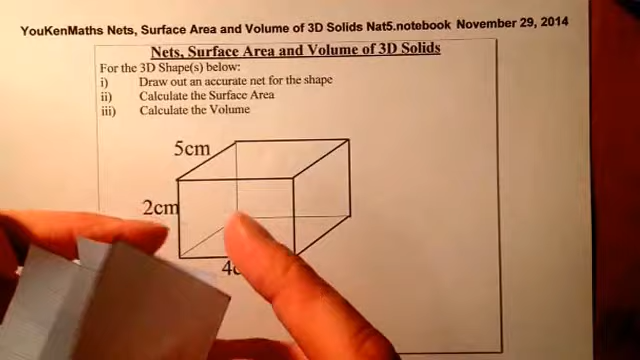 YouKenMaths Nets, Surface Area and Volume of 3D Solids Nat5.notebook November 29, 2014
Nets, Surface Area and Volume of 3D Solids
For the 3D Shape(s) below:
i) Draw out an accurate net for the shape
ii) Calculate the Surface Area
iii) Calculate the Volume
5cm
2cm